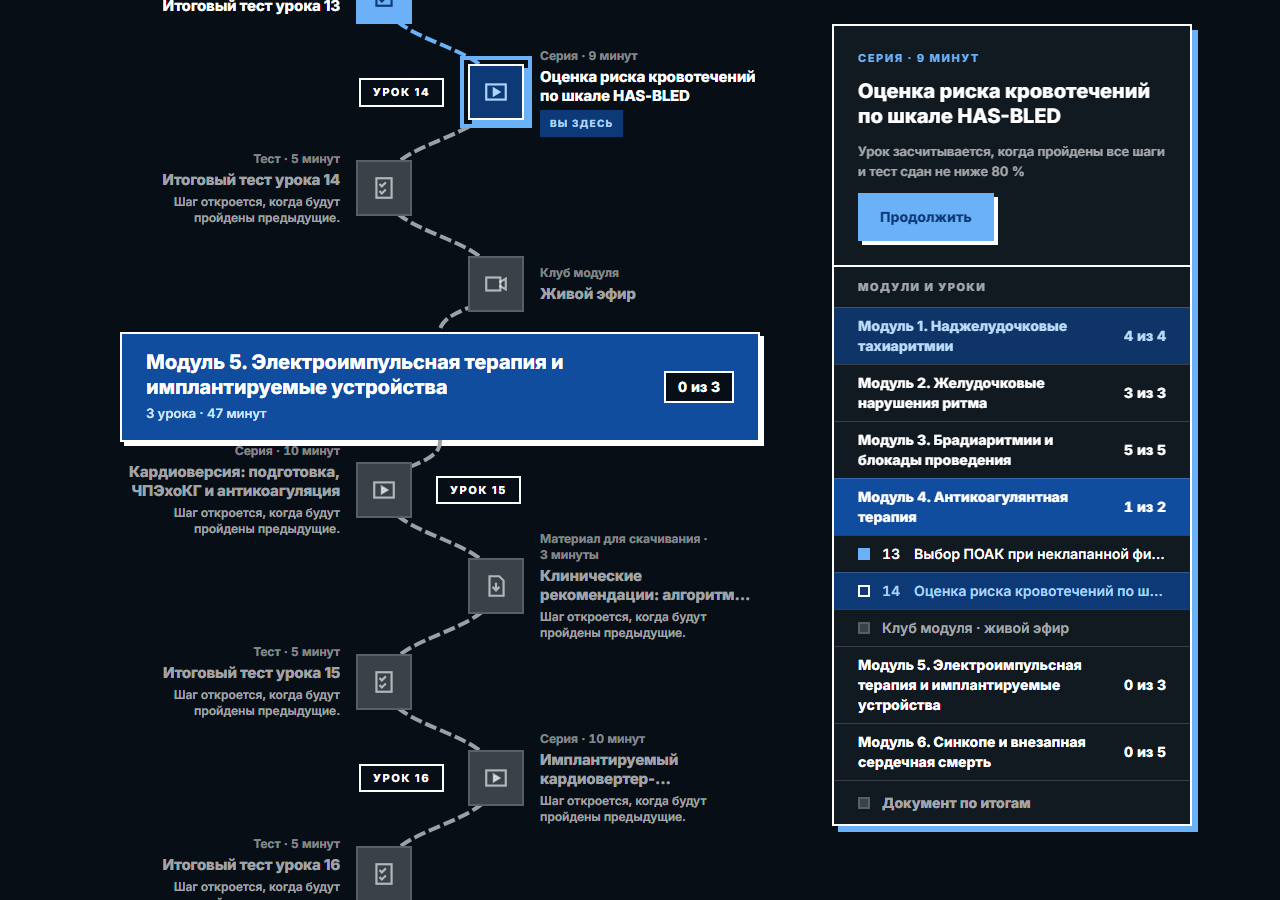 Итоговый тест урока 13
Серия · 9 минут
Оценка риска кровотечений
по шкале HAS-BLED
УРОК 14
ВЫ ЗДЕСЬ
Тест · 5 минут
Итоговый тест урока 14
Шаг откроется, когда будут
пройдены предыдущие.
Клуб модуля
Живой эфир
Модуль 5. Электроимпульсная терапия и
имплантируемые устройства
3 урока · 47 минут
0 из 3
Серия · 10 минут
Кардиоверсия: подготовка,
ЧПЭхоКГ и антикоагуляция
Шаг откроется, когда будут
пройдены предыдущие.
УРОК 15
Материал для скачивания ·
3 минуты
Клинические
рекомендации: алгоритм...
Шаг откроется, когда будут
пройдены предыдущие.
Тест · 5 минут
Итоговый тест урока 15
Шаг откроется, когда будут
пройдены предыдущие.
Серия · 10 минут
Имплантируемый
кардиовертер-...
Шаг откроется, когда будут
пройдены предыдущие.
УРОК 16
Тест · 5 минут
Итоговый тест урока 16
Шаг откроется, когда будут
СЕРИЯ · 9 МИНУТ
Оценка риска кровотечений
по шкале HAS-BLED
Урок засчитывается, когда пройдены все шаги
и тест сдан не ниже 80 %
Продолжить
МОДУЛИ И УРОКИ
Модуль 1. Наджелудочковые
тахиаритмии
4 из 4
Модуль 2. Желудочковые
нарушения ритма
3 из 3
Модуль 3. Брадиаритмии и
блокады проведения
5 из 5
Модуль 4. Антикоагулянтная
терапия
1 из 2
13 Выбор ПОАК при неклапанной фи...
14 Оценка риска кровотечений по ш...
Клуб модуля · живой эфир
Модуль 5. Электроимпульсная
терапия и имплантируемые
устройства
0 из 3
Модуль 6. Синкопе и внезапная
сердечная смерть
0 из 5
Документ по итогам